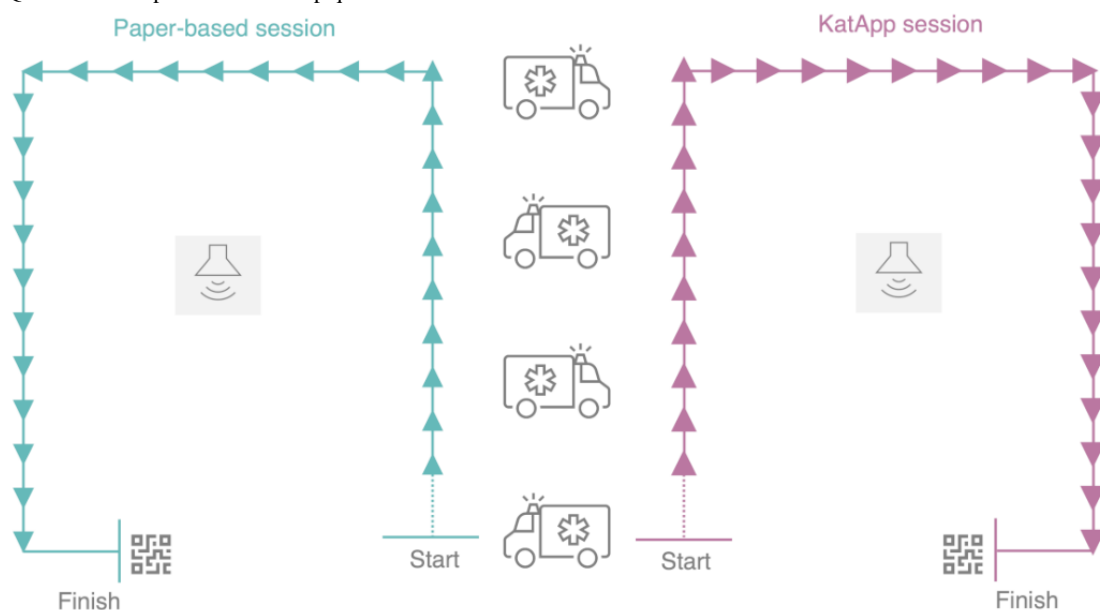 Paper-based session
KatApp session
Start
Start
Finish
Finish